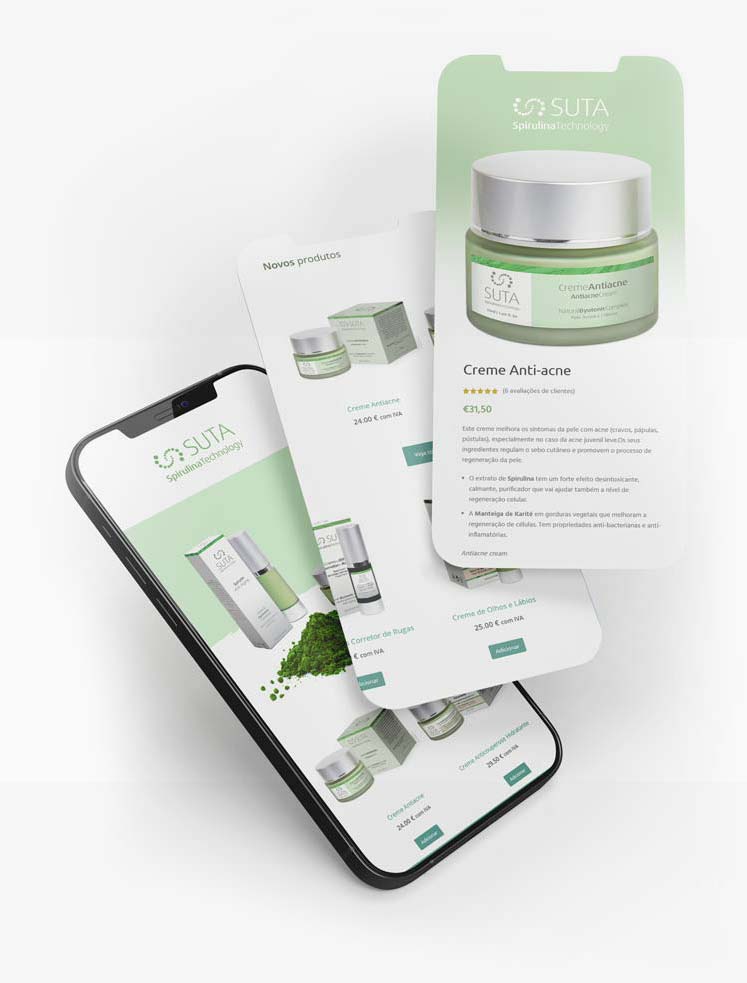 SUTA
SpirulinaTechnology
SUTA
CremeAntiacne
AntiacneCream
NaturalByotonicComplex
Creme Anti-acne
(6 avaliações de clientes)
€31,50
Este creme melhora os sintomas da pele com acne (cravos, pápulas,
pústulas), especialmente no caso da acne juvenil leve.Os seus
ingredientes regulam o sebo cutâneo e promovem o processo de
regeneração da pele.
O extrato de Spirulina tem um forte efeito desintoxicante,
calmante, purificador que vai ajudar também a nível de
regeneração celular.
A Manteiga de Karité em gorduras vegetais que melhoram a
regeneração de células. Tem propriedades anti-bacterianas e anti-
inflamatórias.
Antiacne cream
Novos produtos
SUTA
Creme Antiacne
24.00 € com IVA
Corretor de Rugas
€ com IVA
Creme de Olhos e Lábios
25.00 € com IVA
Adicionar
SUTA
SpirulinaTechnology
SUTA
Creme Antiacne
24.00 € com IVA
Adicionar
Creme Anticouperosis Hidratante
29.50 € com IVA
Adicionar